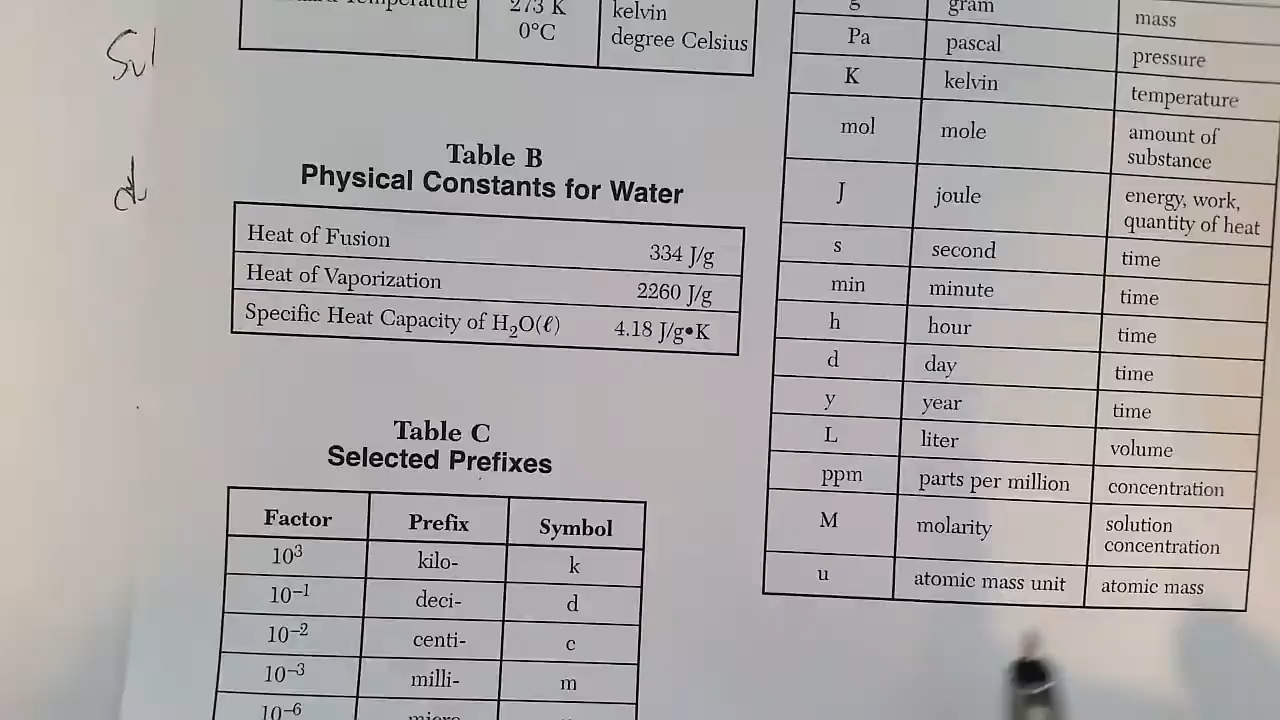 273 K
0°C
kelvin
degree Celsius
Table B
Physical Constants for Water
Heat of Fusion 334 J/g
Heat of Vaporization 2260 J/g
Specific Heat Capacity of H₂O(ℓ) 4.18 J/g•K
Table C
Selected Prefixes
Factor Prefix Symbol
10³ kilo- k
10⁻¹ deci- d
10⁻² centi- c
10⁻³ milli- m
10⁻⁶
g gram mass
Pa pascal pressure
K kelvin temperature
mol mole amount of
substance
J joule energy, work,
quantity of heat
s second time
min minute time
h hour time
d day time
y year time
L liter volume
ppm parts per million concentration
M molarity solution
concentration
u atomic mass unit atomic mass